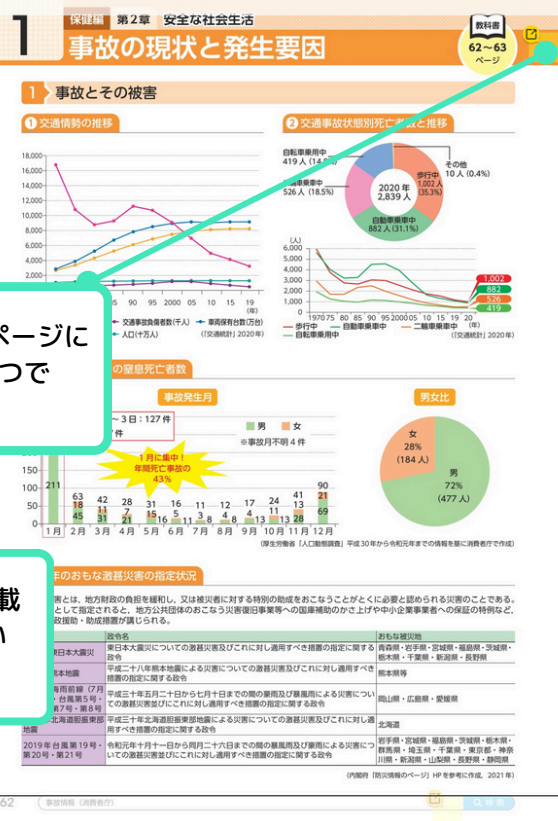 1
保健編 第2章 安全な社会生活
事故の現状と発生要因
教科書
62～63
ページ
1 事故とその被害
1 交通情勢の推移
2 交通事故状態別死亡者数と推移
18,000
16,000
14,000
12,000
10,000
8,000
6,000
4,000
2,000
90 95 2000 05 10 15 19
(年)
交通事故負傷者数(千人) 車両保有台数(万台)
人口(十万人) (「交通統計」2020年)
自転車乗用中
419人
526人 (18.5%)
その他
10人(0.4%)
歩行中
1,002
人
(35.3%)
2020年
2,839
人
自動車乗車中
882人(31.1%)
(人)
6,000
5,000
4,000
3,000
2,000
1,000
0
1970 75 80 85 90 95 2000 05 10 15 19 20
(年)
1,002
882
526
419
歩行中 自動車乗車中 二輪車乗車中
自転車乗用中 (「交通統計」2020年)
ページに
つで
の窒息死亡者数
事故発生月
男女比
～3日：127件
件
男 女
※事故月不明4件
1月に集中！
年間死亡事故の
43%
150
100
50
0
211
63 42 28 31 16 11 12 17 24 41 90
18 11 7 16 5 3 4 4 11 13 21
45 31 21 15 11 8 8 13 13 28 69
1月 2月 3月 4月 5月 6月 7月 8月 9月 10月 11月 12月
女
28%
(184人)
男
72%
(477人)
(厚生労働省「人口動態調査」平成30年から令和元年までの情報を基に消費者庁で作成)
載
い
年のおもな激甚災害の指定状況
害とは、地方財政の負担を緩和し、又は被災者に対する特別の助成をおこなうことがとくに必要と認められる災害のことである。
として指定されると、地方公共団体のおこなう災害復旧事業等への国庫補助のかさ上げや中小企業事業者への保証の特例など、
政援助・助成措置が講じられる。
政令名 おもな被災地
東日本大震災 東日本大震災についての激甚災害及びこれに対し適用すべき措置の指定に関する政令 青森県・岩手県・宮城県・福島県・茨城県・栃木県・千葉県・新潟県・長野県
本地震 平成二十八年熊本地震による災害についての激甚災害及びこれに対し適用すべき措置の指定に関する政令 熊本県等
梅雨前線（7月 ・台風第5号・第7号・第8号 平成三十年五月二十日から七月十日までの間の豪雨及び暴風雨による災害についての激甚災害並びにこれに対し適用すべき措置の指定に関する政令 岡山県・広島県・愛媛県
北海道胆振東部地震 平成三十年北海道胆振東部地震による災害についての激甚災害及びこれに対し適用すべき措置の指定に関する政令 北海道
2019年台風第19号・第20号・第21号 令和元年十月十一日から同月二十六日までの間の暴風雨及び豪雨による災害についての激甚災害並びにこれに対し適用すべき措置の指定に関する政令 岩手県・宮城県・福島県・茨城県・栃木県・群馬県・埼玉県・千葉県・東京都・神奈川県・新潟県・山梨県・長野県・静岡県
(内閣府「防災情報のページ」HPを参考に作成、2021年)
62 事故情報（消費者庁） 検索